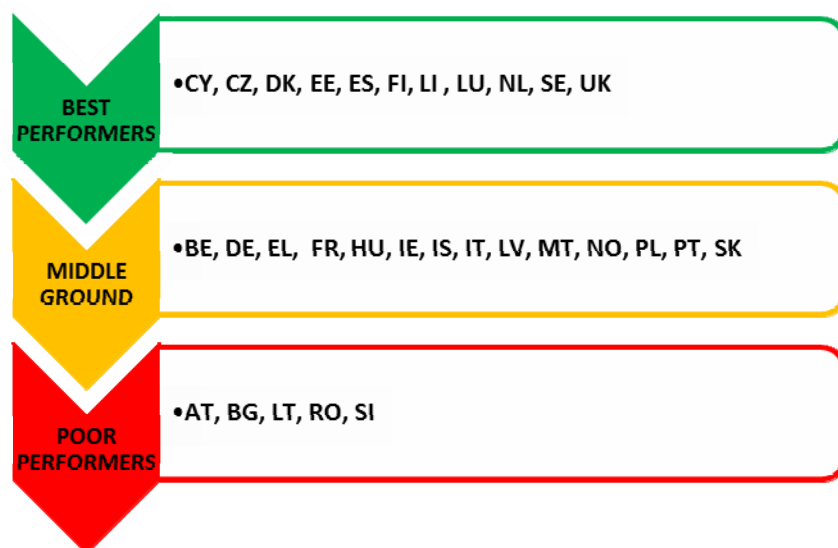 BEST
PERFORMERS
•CY, CZ, DK, EE, ES, FI, LI , LU, NL, SE, UK
MIDDLE
GROUND
•BE, DE, EL, FR, HU, IE, IS, IT, LV, MT, NO, PL, PT, SK
POOR
PERFORMERS
•AT, BG, LT, RO, SI